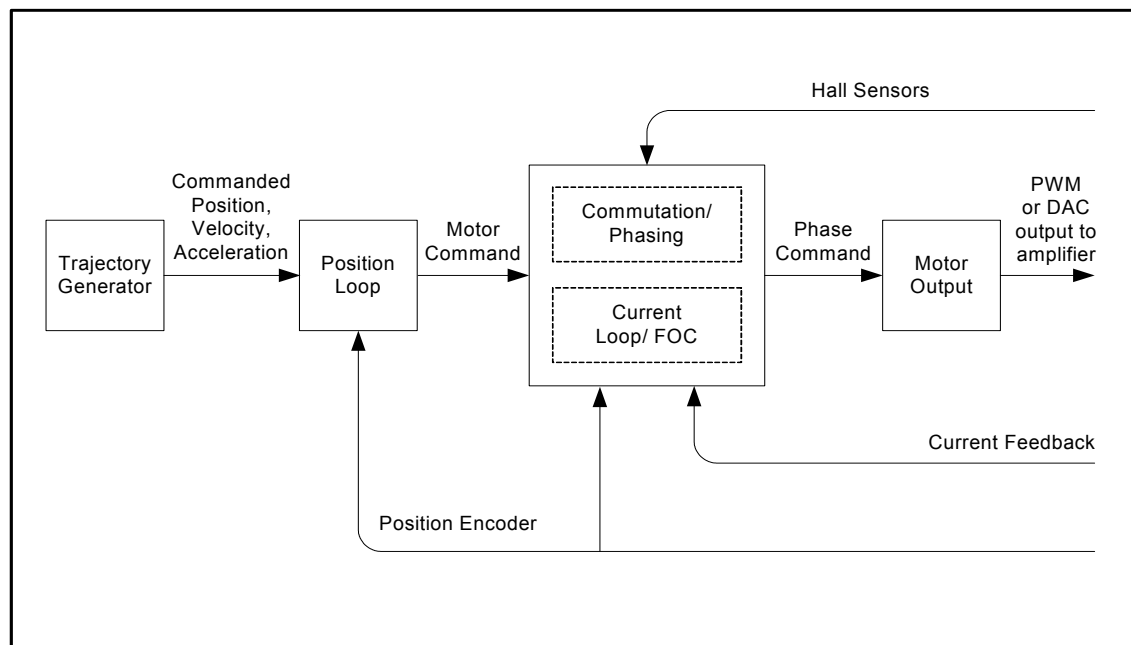 Hall Sensors
Commanded
Position,
Velocity,
Acceleration
PWM
or DAC
output to
amplifier
Commutation/
Phasing
Motor
Command
Phase
Command
Trajectory
Generator
Position
Loop
Motor
Output
Current
Loop/ FOC
Current Feedback
Position Encoder